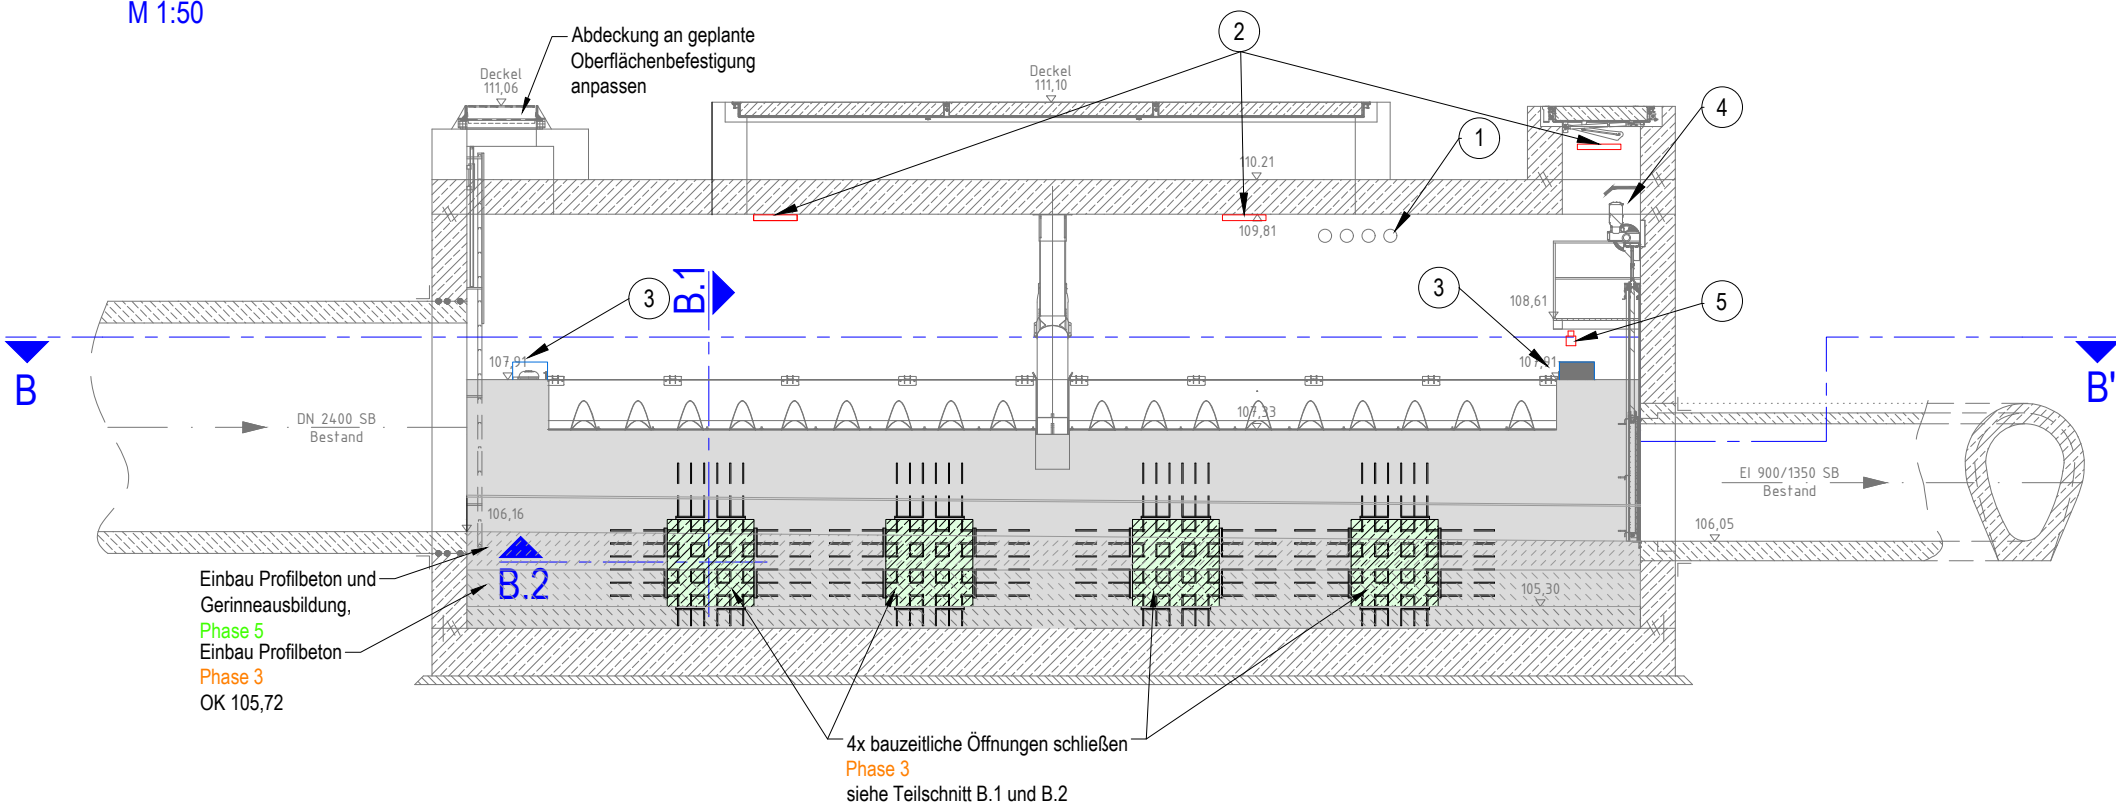 M 1:50
Abdeckung an geplante
Oberflächenbefestigung
anpassen
Deckel
111,06
Deckel
111,10
2
4
1
110.21
109,81
3
B.1
3
108,61
5
107,91
107,91
B
B'
DN 2400 SB
Bestand
107,33
EI 900/1350 SB
Bestand
106,16
106,05
B.2
105,30
Einbau Profilbeton und
Gerinneausbildung,
Phase 5
Einbau Profilbeton
Phase 3
OK 105,72
4x bauzeitliche Öffnungen schließen
Phase 3
siehe Teilschnitt B.1 und B.2